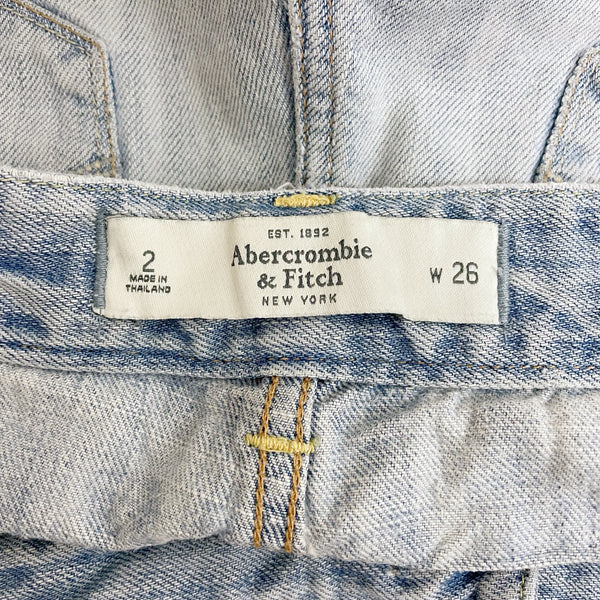 EST. 1892
Abercrombie
& Fitch
NEW YORK
2
MADE IN
THAILAND
W 26